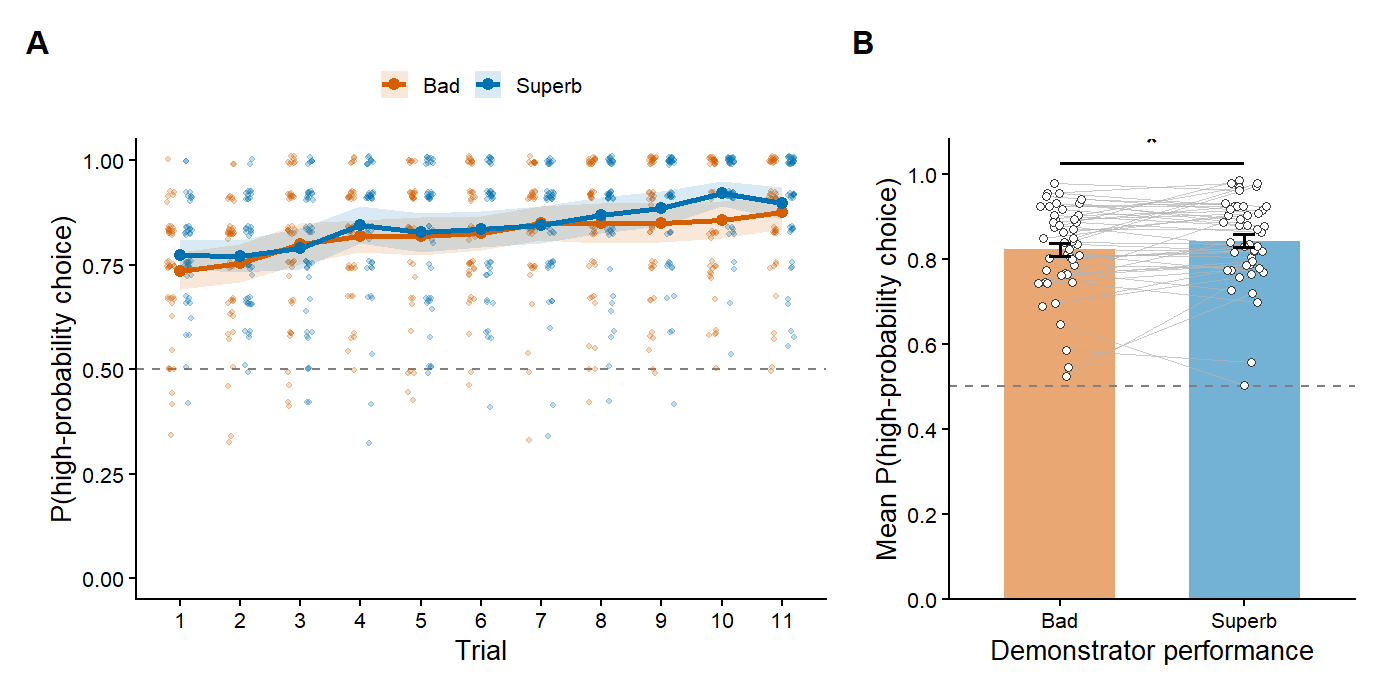 A
B
Bad
Superb
P(high-probability choice)
1.00
0.75
0.50
0.25
0.00
1 2 3 4 5 6 7 8 9 10 11
Trial
*
Mean P(high-probability choice)
1.0
0.8
0.6
0.4
0.2
0.0
Bad
Superb
Demonstrator performance